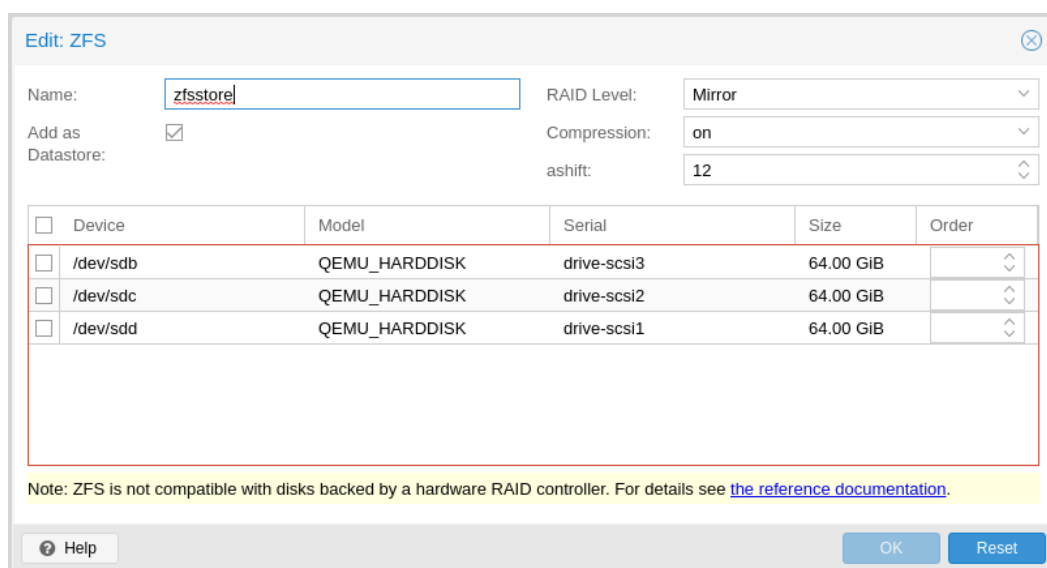 Edit: ZFS
Name: zfsstore RAID Level: Mirror
Add as Datastore: Compression: on
ashift: 12
Device Model Serial Size Order
/dev/sdb QEMU_HARDDISK drive-scsi3 64.00 GiB
/dev/sdc QEMU_HARDDISK drive-scsi2 64.00 GiB
/dev/sdd QEMU_HARDDISK drive-scsi1 64.00 GiB
Note: ZFS is not compatible with disks backed by a hardware RAID controller. For details see the reference documentation.
Help OK Reset